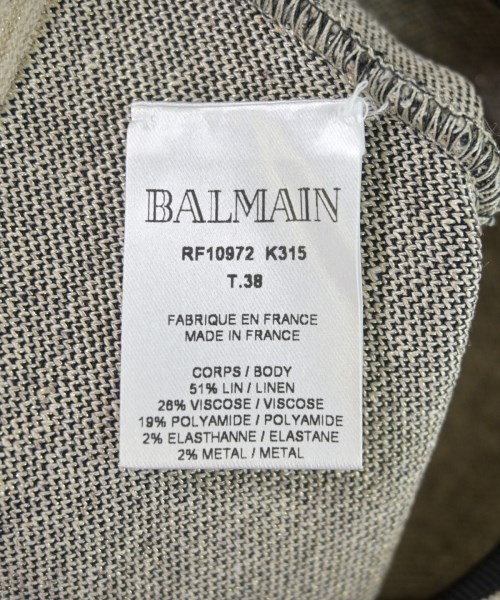 BALMAIN
RF10972 K315
T.38
FABRIQUE EN FRANCE
MADE IN FRANCE
CORPS / BODY
51% LIN / LINEN
26% VISCOSE / VISCOSE
19% POLYAMIDE / POLYAMIDE
2% ELASTHANNE / ELASTANE
2% METAL / METAL